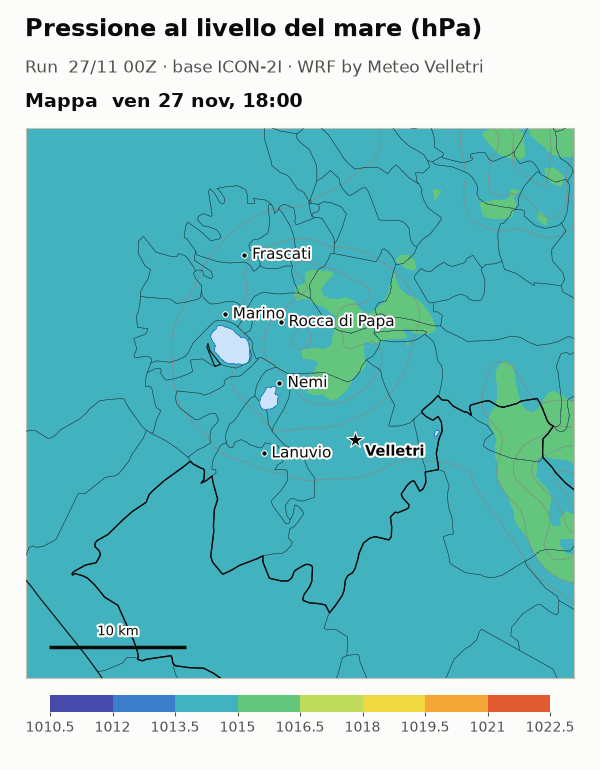 Pressione al livello del mare (hPa)
Run  27/11 00Z · base ICON-2I · WRF by Meteo Velletri
Mappa  ven 27 nov, 18:00
Frascati
Marino
Rocca di Papa
Nemi
Velletri
Lanuvio
10 km
1010.5 1012 1013.5 1015 1016.5 1018 1019.5 1021 1022.5